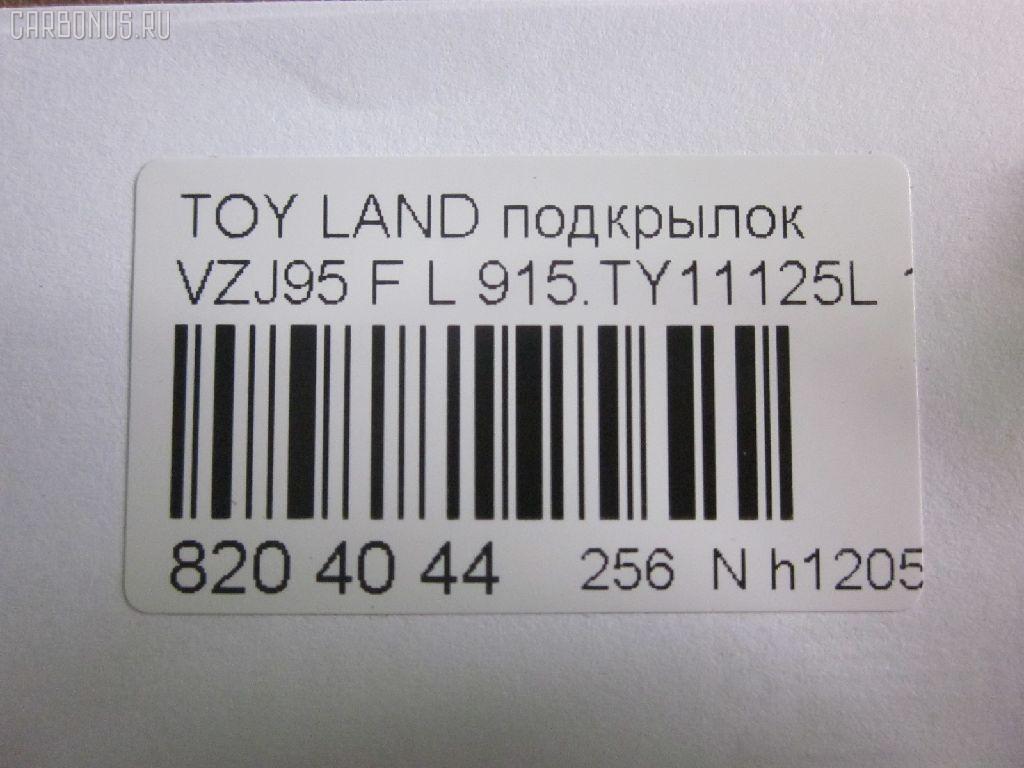 CARBONUS.RU
TOY LAND подкрылок
VZJ95 F L 915.TY11125L
820 40 44 256 N h1205